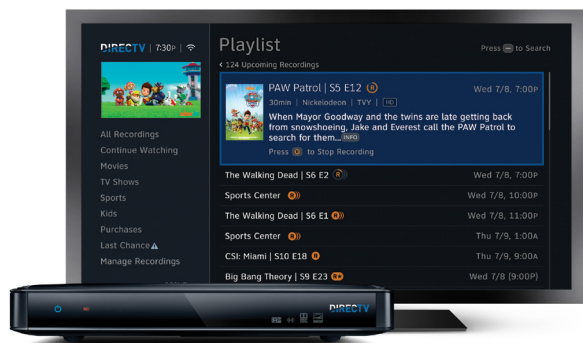 DIRECTV | 7:30P
Playlist
Press to Search
124 Upcoming Recordings
PAW Patrol | S5 E12 R
Wed 7/8, 7:00P
30min | Nickelodeon | TVY | HD
When Mayor Goodway and the twins are late getting back
from snowshoeing, Jake and Everest call the PAW Patrol to
search for them... INFO
Press to Stop Recording
All Recordings
Continue Watching
Movies
TV Shows
Sports
Kids
Purchases
Last Chance
Manage Recordings
The Walking Dead | S6 E2 R
Wed 7/8, 7:00P
Sports Center R
Wed 7/8, 10:00P
The Walking Dead | S6 E1 R
Wed 7/8, 11:00P
Sports Center R
Thu 7/9, 1:00A
CSI: Miami | S10 E18 R
Thu 7/9, 9:00A
Big Bang Theory | S9 E23 R
Wed 7/8 (9:00P)
DIRECTV